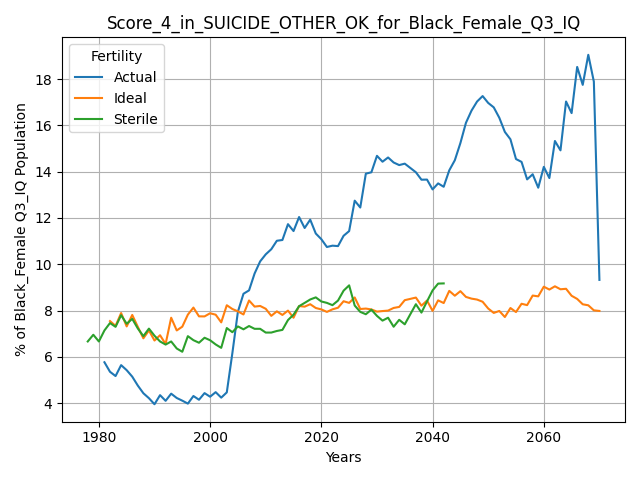 Score_4_in_SUICIDE_OTHER_OK_for_Black_Female_Q3_IQ
Fertility
Actual
Ideal
Sterile
% of Black_Female Q3_IQ Population
18
16
14
12
10
8
6
4
1980 2000 2020 2040 2060
Years